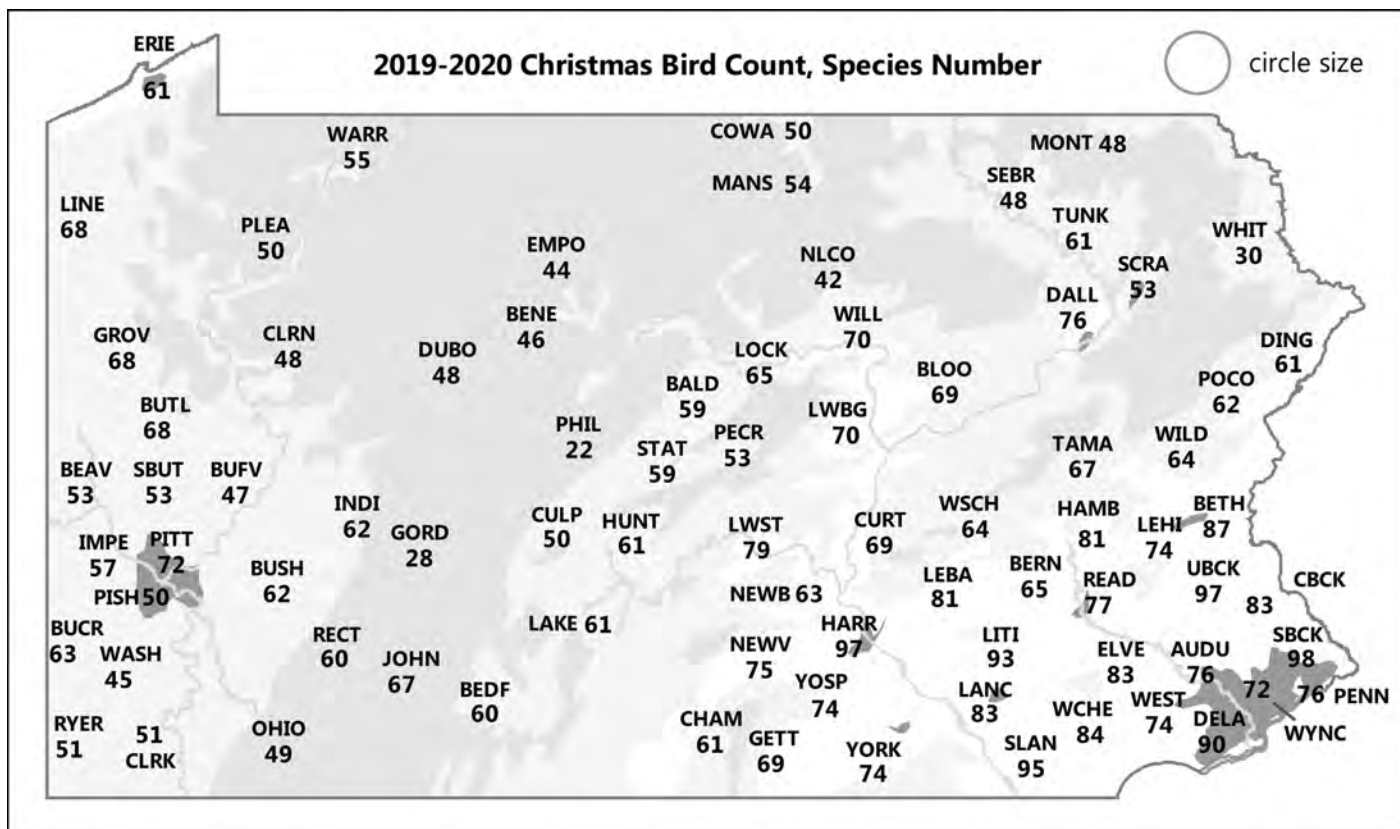 ERIE
61
2019-2020 Christmas Bird Count, Species Number
circle size
WARR
55
COWA 50
MONT 48
MANS 54
SEBR
48
LINE
68
PLEA
50
TUNK
61
WHIT
30
EMPO
44
NLCO
42
SCRA
53
DALL
76
BENE
46
WILL
70
GROV
68
CLRN
48
DUBO
48
LOCK
65
DING
61
BALD
59
BLOO
69
POCO
62
BUTL
68
PHIL
22
STAT
59
PECR
53
LWBG
70
TAMA
67
WILD
64
BEAV
53
SBUT
53
BUFV
47
INDI
62
GORD
28
CULP
50
HUNT
61
LWST
79
CURT
69
WSCH
64
HAMB
81
LEHI
74
BETH
87
IMPE
57
PITT
72
PISH 50
BUSH
62
LEBA
81
BERN
65
READ
77
UBCK
97
CBCK
83
NEWB 63
LAKE 61
BUCR
63
WASH
45
RECT
60
JOHN
67
BEDF
60
NEWV
75
HARR
97
LITI
93
ELVE
83
AUDU
76
SBCK
98
YOSP
74
LANC
83
WCHE
84
WEST
74
72
WYNC
76 PENN
DELA
90
RYER
51
51
CLRK
OHIO
49
CHAM
61
GETT
69
YORK
74
SLAN
95